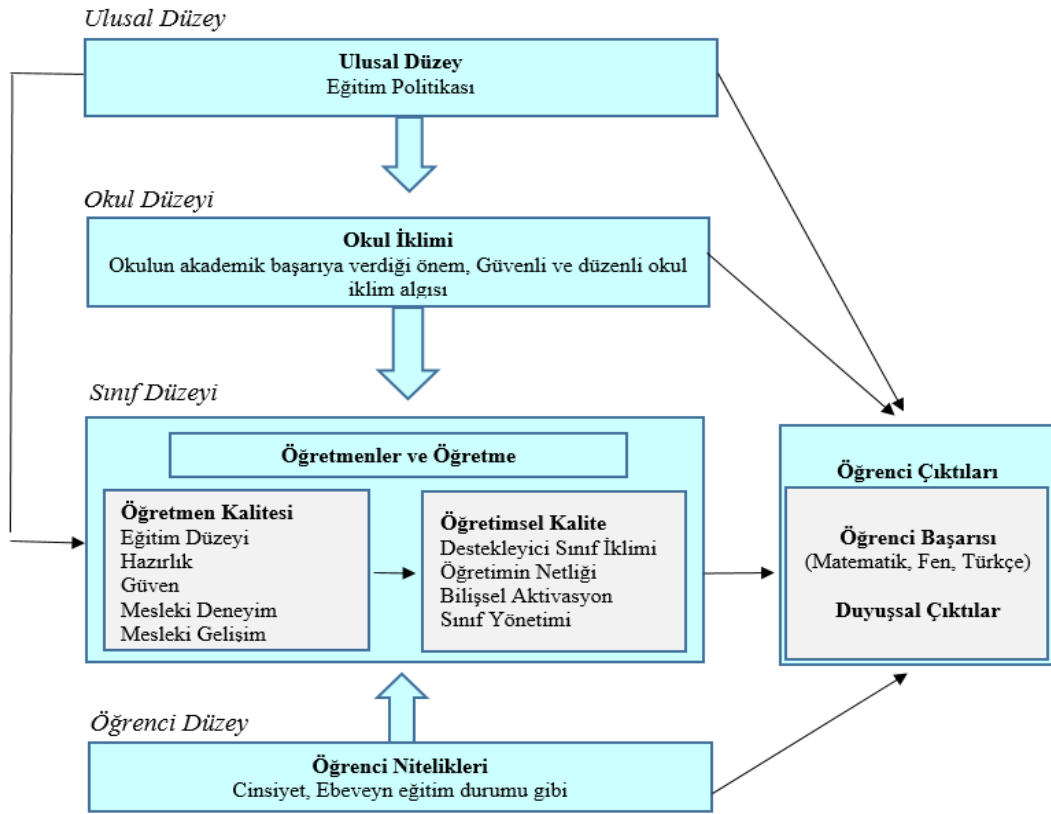 Ulusal Düzey
Ulusal Düzey
Eğitim Politikası
Okul Düzeyi
Okul İklimi
Okulun akademik başarıya verdiği önem, Güvenli ve düzenli okul
iklim algısı
Sınıf Düzeyi
Öğretmenler ve Öğretme
Öğretmen Kalitesi
Eğitim Düzeyi
Hazırlık
Güven
Mesleki Deneyim
Mesleki Gelişim
Öğretimsel Kalite
Destekleyici Sınıf İklimi
Öğretimin Netliği
Bilişsel Aktivasyon
Sınıf Yönetimi
Öğrenci Çıktıları
Öğrenci Başarısı
(Matematik, Fen, Türkçe)
Duyuşsal Çıktılar
Öğrenci Düzey
Öğrenci Nitelikleri
Cinsiyet, Ebeveyn eğitim durumu gibi